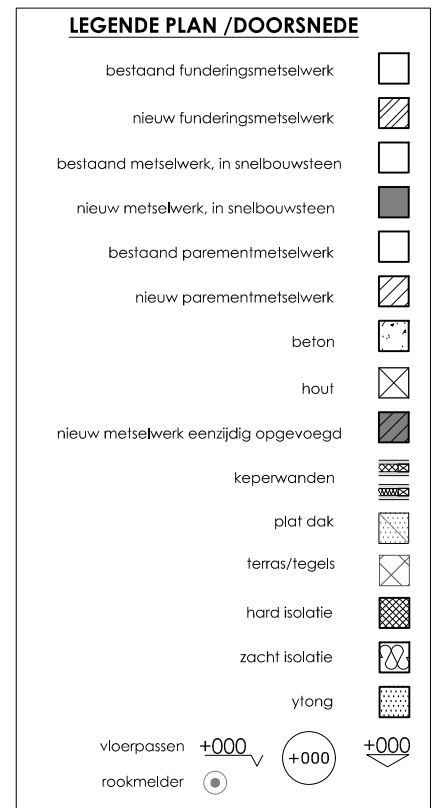 LEGENDE PLAN /DOORSNEDE
bestaand funderingsmetselwerk
nieuw funderingsmetselwerk
bestaand metselwerk, in snelbouwsteen
nieuw metselwerk, in snelbouwsteen
bestaand parementmetselwerk
nieuw parementmetselwerk
beton
hout
nieuw metselwerk eenzijdig opgevoegd
keperwanden
plat dak
terras/tegels
hard isolatie
zacht isolatie
ytong
vloerpassen +000 +000 +000
rookmelder